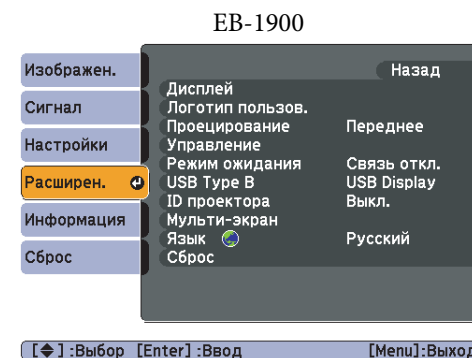 EB-1900
Изображен.
Сигнал
Настройки
Расширен.
Информация
Сброс
Назад
Дисплей
Логотип пользов.
Проецирование Переднее
Управление
Режим ожидания Связь откл.
USB Type B USB Display
ID проектора Выкл.
Мульти-экран
Язык Русский
Сброс
[ ] :Выбор [Enter] :Ввод [Menu]:Выход